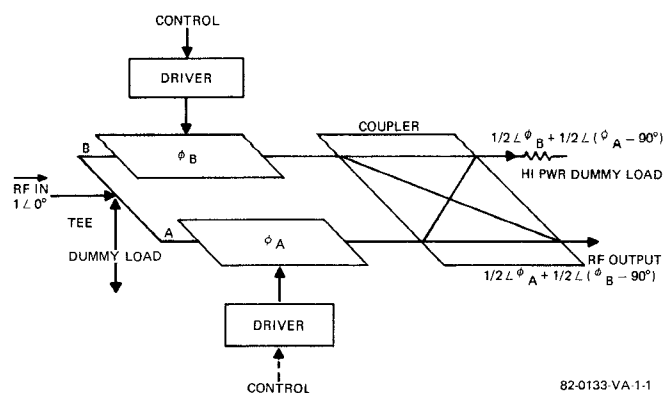 CONTROL
DRIVER
COUPLER
1/2∠ϕB + 1/2∠(ϕA − 90°)
B
ϕB
RF IN
1∠0°
HI PWR DUMMY LOAD
TEE
A
ϕA
DUMMY LOAD
RF OUTPUT
1/2∠ϕA + 1/2∠(ϕB − 90°)
DRIVER
CONTROL
82-0133-VA-1-1